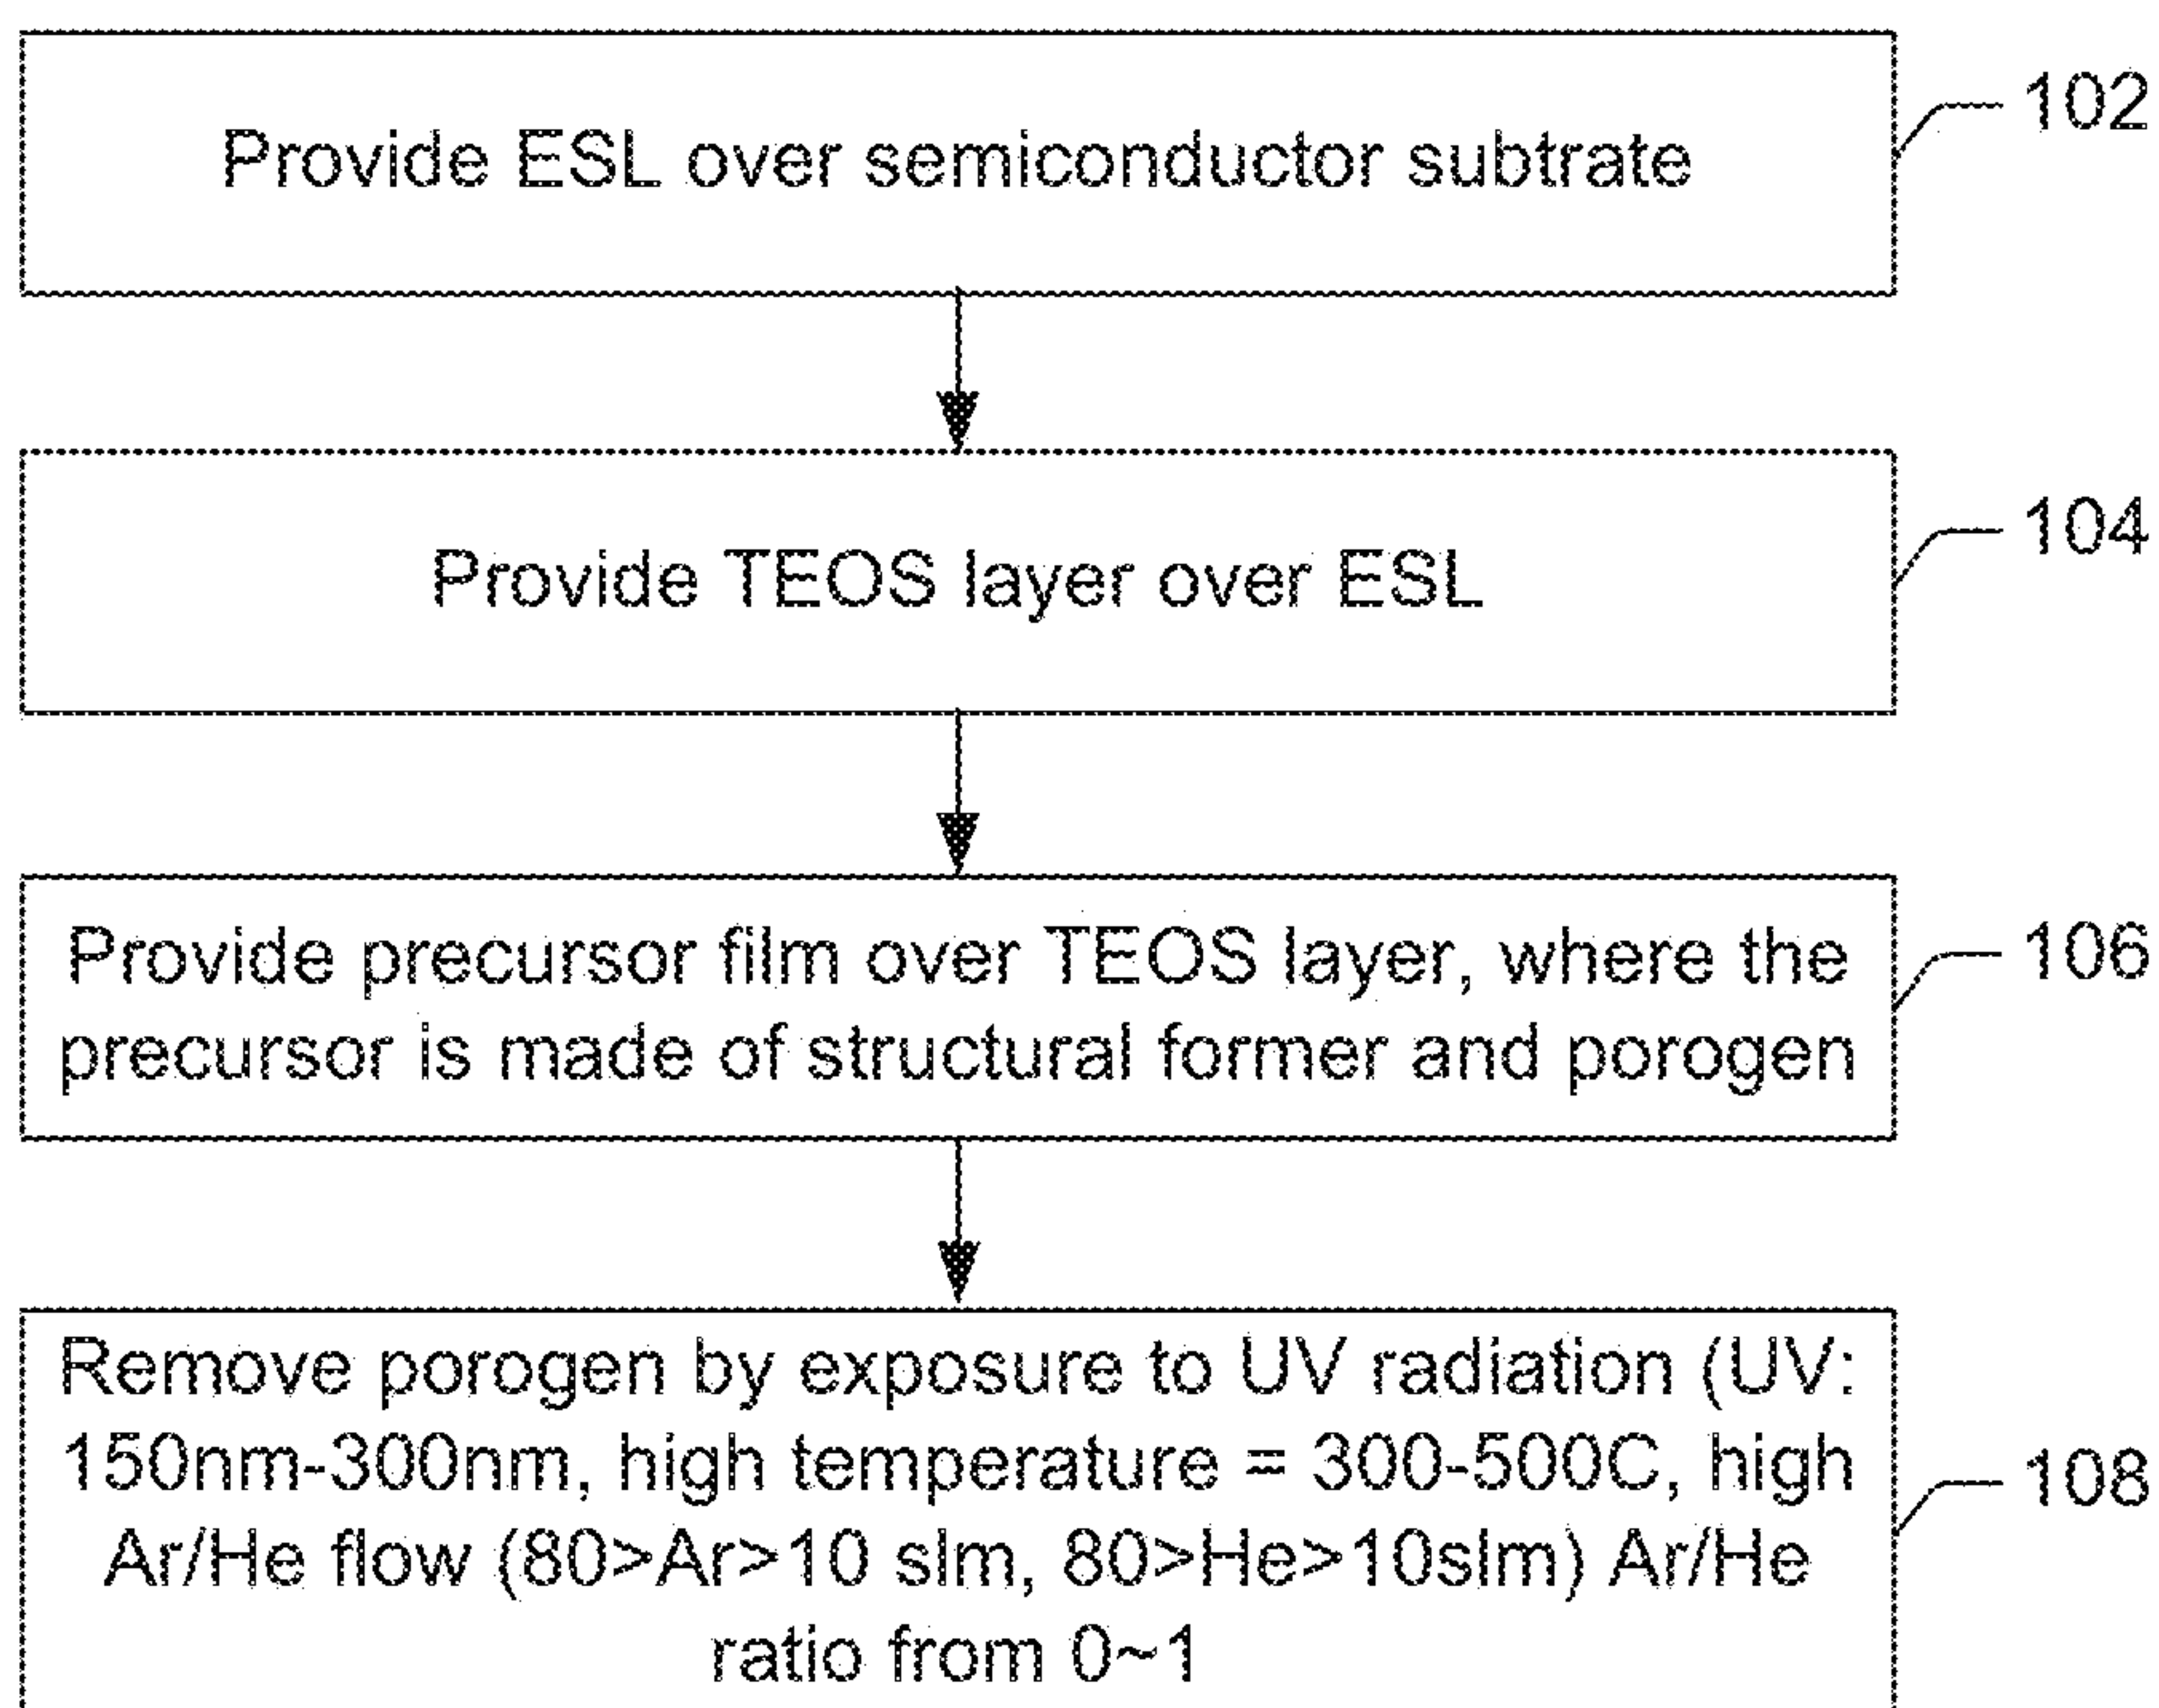 Provide ESL over semiconductor subtrate
102
Provide TEOS layer over ESL
104
Provide precursor film over TEOS layer, where the
precursor is made of structural former and porogen
106
Remove porogen by exposure to UV radiation (UV:
150nm-300nm, high temperature = 300-500C, high
Ar/He flow (80>Ar>10 slm, 80>He>10slm) Ar/He
ratio from 0~1
108